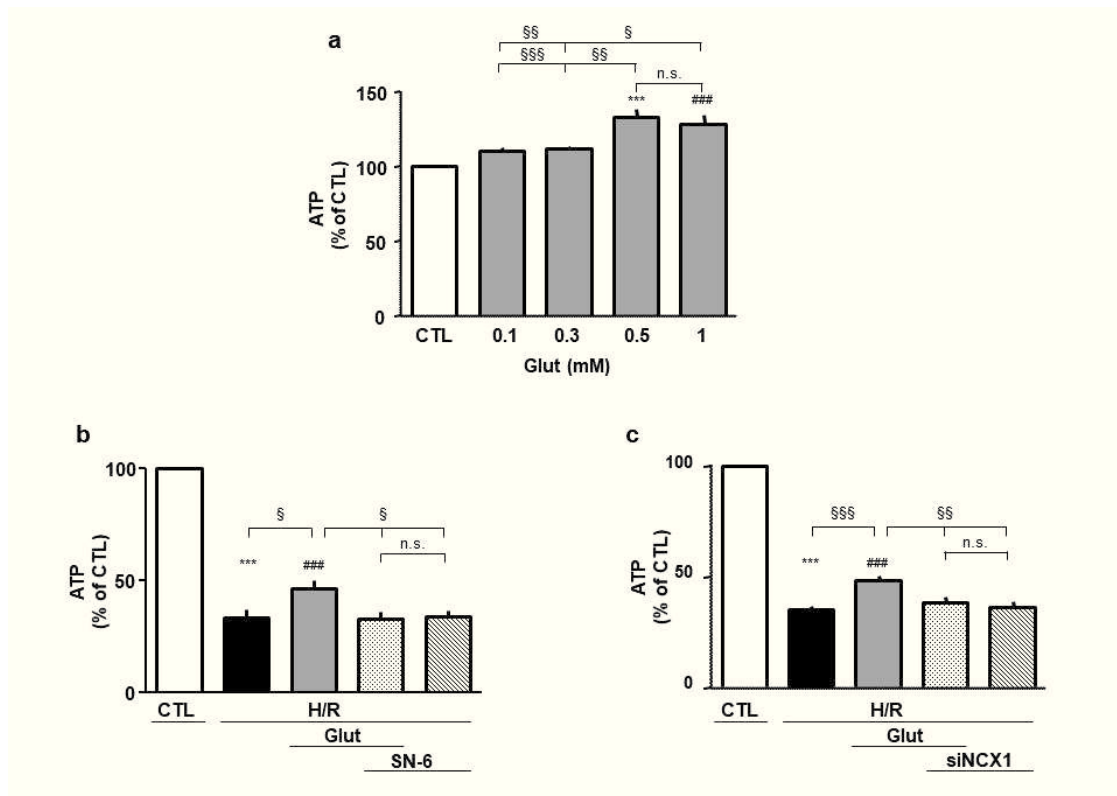 a
§§ §
§§§ §§
n.s.
*** ###
150
100
50
0
ATP
(% of CTL)
CTL 0.1 0.3 0.5 1
Glut (mM)
b
100
50
0
ATP
(% of CTL)
§ §
n.s.
*** ###
CTL H/R
Glut
SN-6
c
100
50
0
ATP
(% of CTL)
§§§ §§
n.s.
*** ###
CTL H/R
Glut
siNCX1